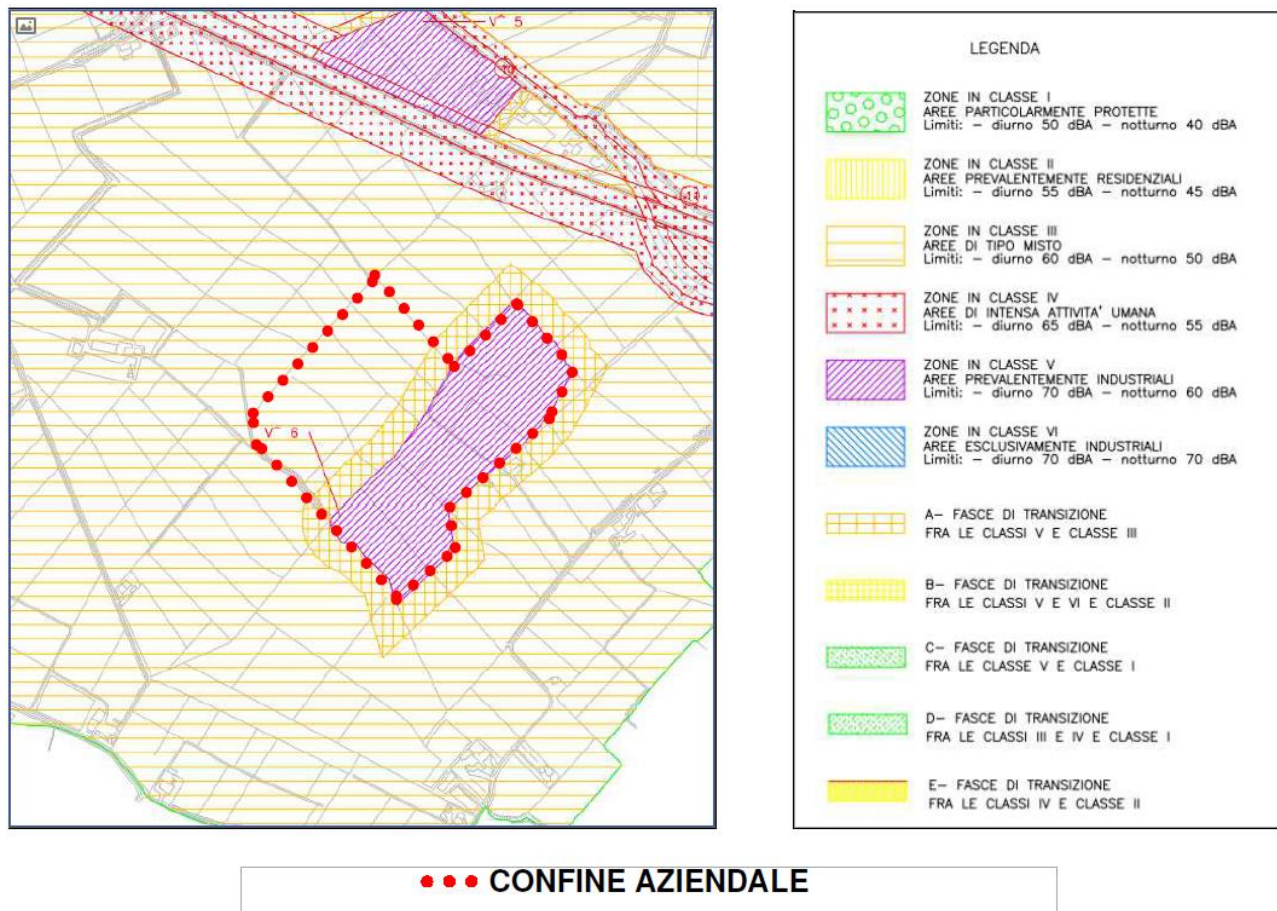 V^ 5
V^ 6
LEGENDA
ZONE IN CLASSE I
AREE PARTICOLARMENTE PROTETTE
Limiti: – diurno 50 dBA – notturno 40 dBA
ZONE IN CLASSE II
AREE PREVALENTEMENTE RESIDENZIALI
Limiti: – diurno 55 dBA – notturno 45 dBA
ZONE IN CLASSE III
AREE DI TIPO MISTO
Limiti: – diurno 60 dBA – notturno 50 dBA
ZONE IN CLASSE IV
AREE DI INTENSA ATTIVITA' UMANA
Limiti: – diurno 65 dBA – notturno 55 dBA
ZONE IN CLASSE V
AREE PREVALENTEMENTE INDUSTRIALI
Limiti: – diurno 70 dBA – notturno 60 dBA
ZONE IN CLASSE VI
AREE ESCLUSIVAMENTE INDUSTRIALI
Limiti: – diurno 70 dBA – notturno 70 dBA
A– FASCE DI TRANSIZIONE
FRA LE CLASSI V E CLASSE III
B– FASCE DI TRANSIZIONE
FRA LE CLASSI V E VI E CLASSE II
C– FASCE DI TRANSIZIONE
FRA LE CLASSE V E CLASSE I
D– FASCE DI TRANSIZIONE
FRA LE CLASSI III E IV E CLASSE I
E– FASCE DI TRANSIZIONE
FRA LE CLASSI IV E CLASSE II
CONFINE AZIENDALE